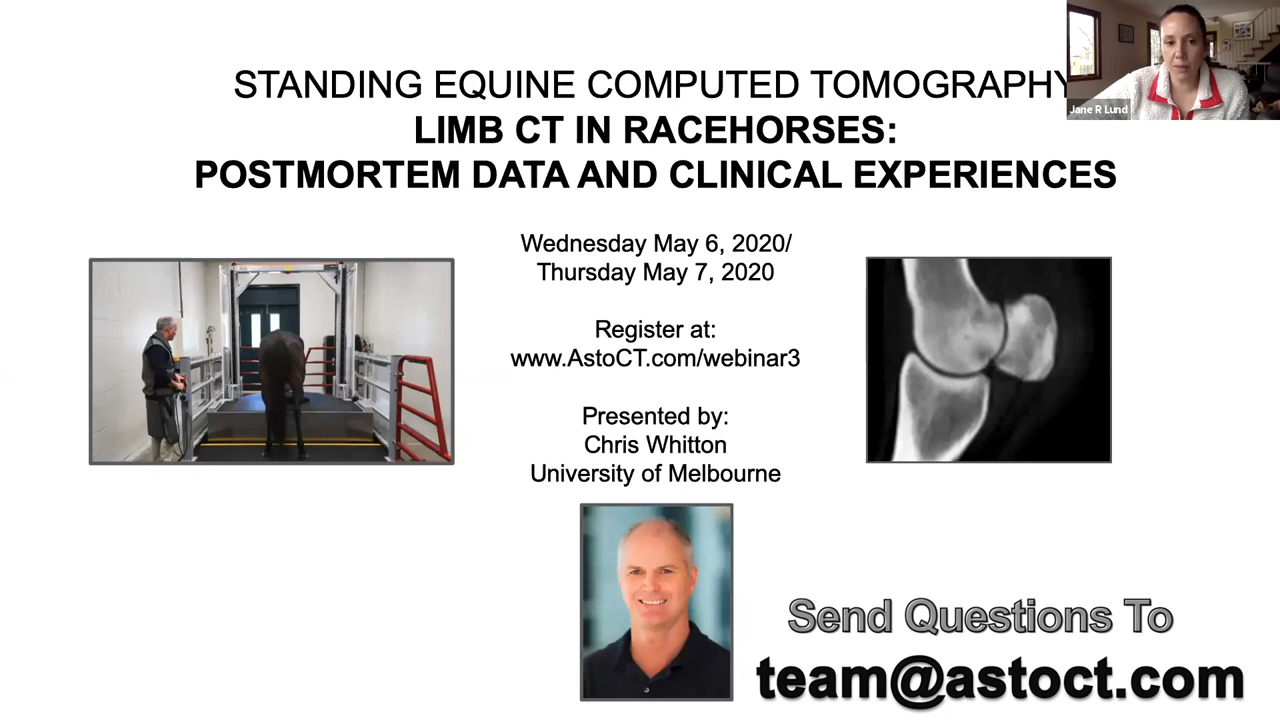 STANDING EQUINE COMPUTED TOMOGRAPHY
LIMB CT IN RACEHORSES:
POSTMORTEM DATA AND CLINICAL EXPERIENCES
Jane R Lund
Wednesday May 6, 2020/
Thursday May 7, 2020
Register at:
www.AstoCT.com/webinar3
Presented by:
Chris Whitton
University of Melbourne
Send Questions To
team@astoct.com